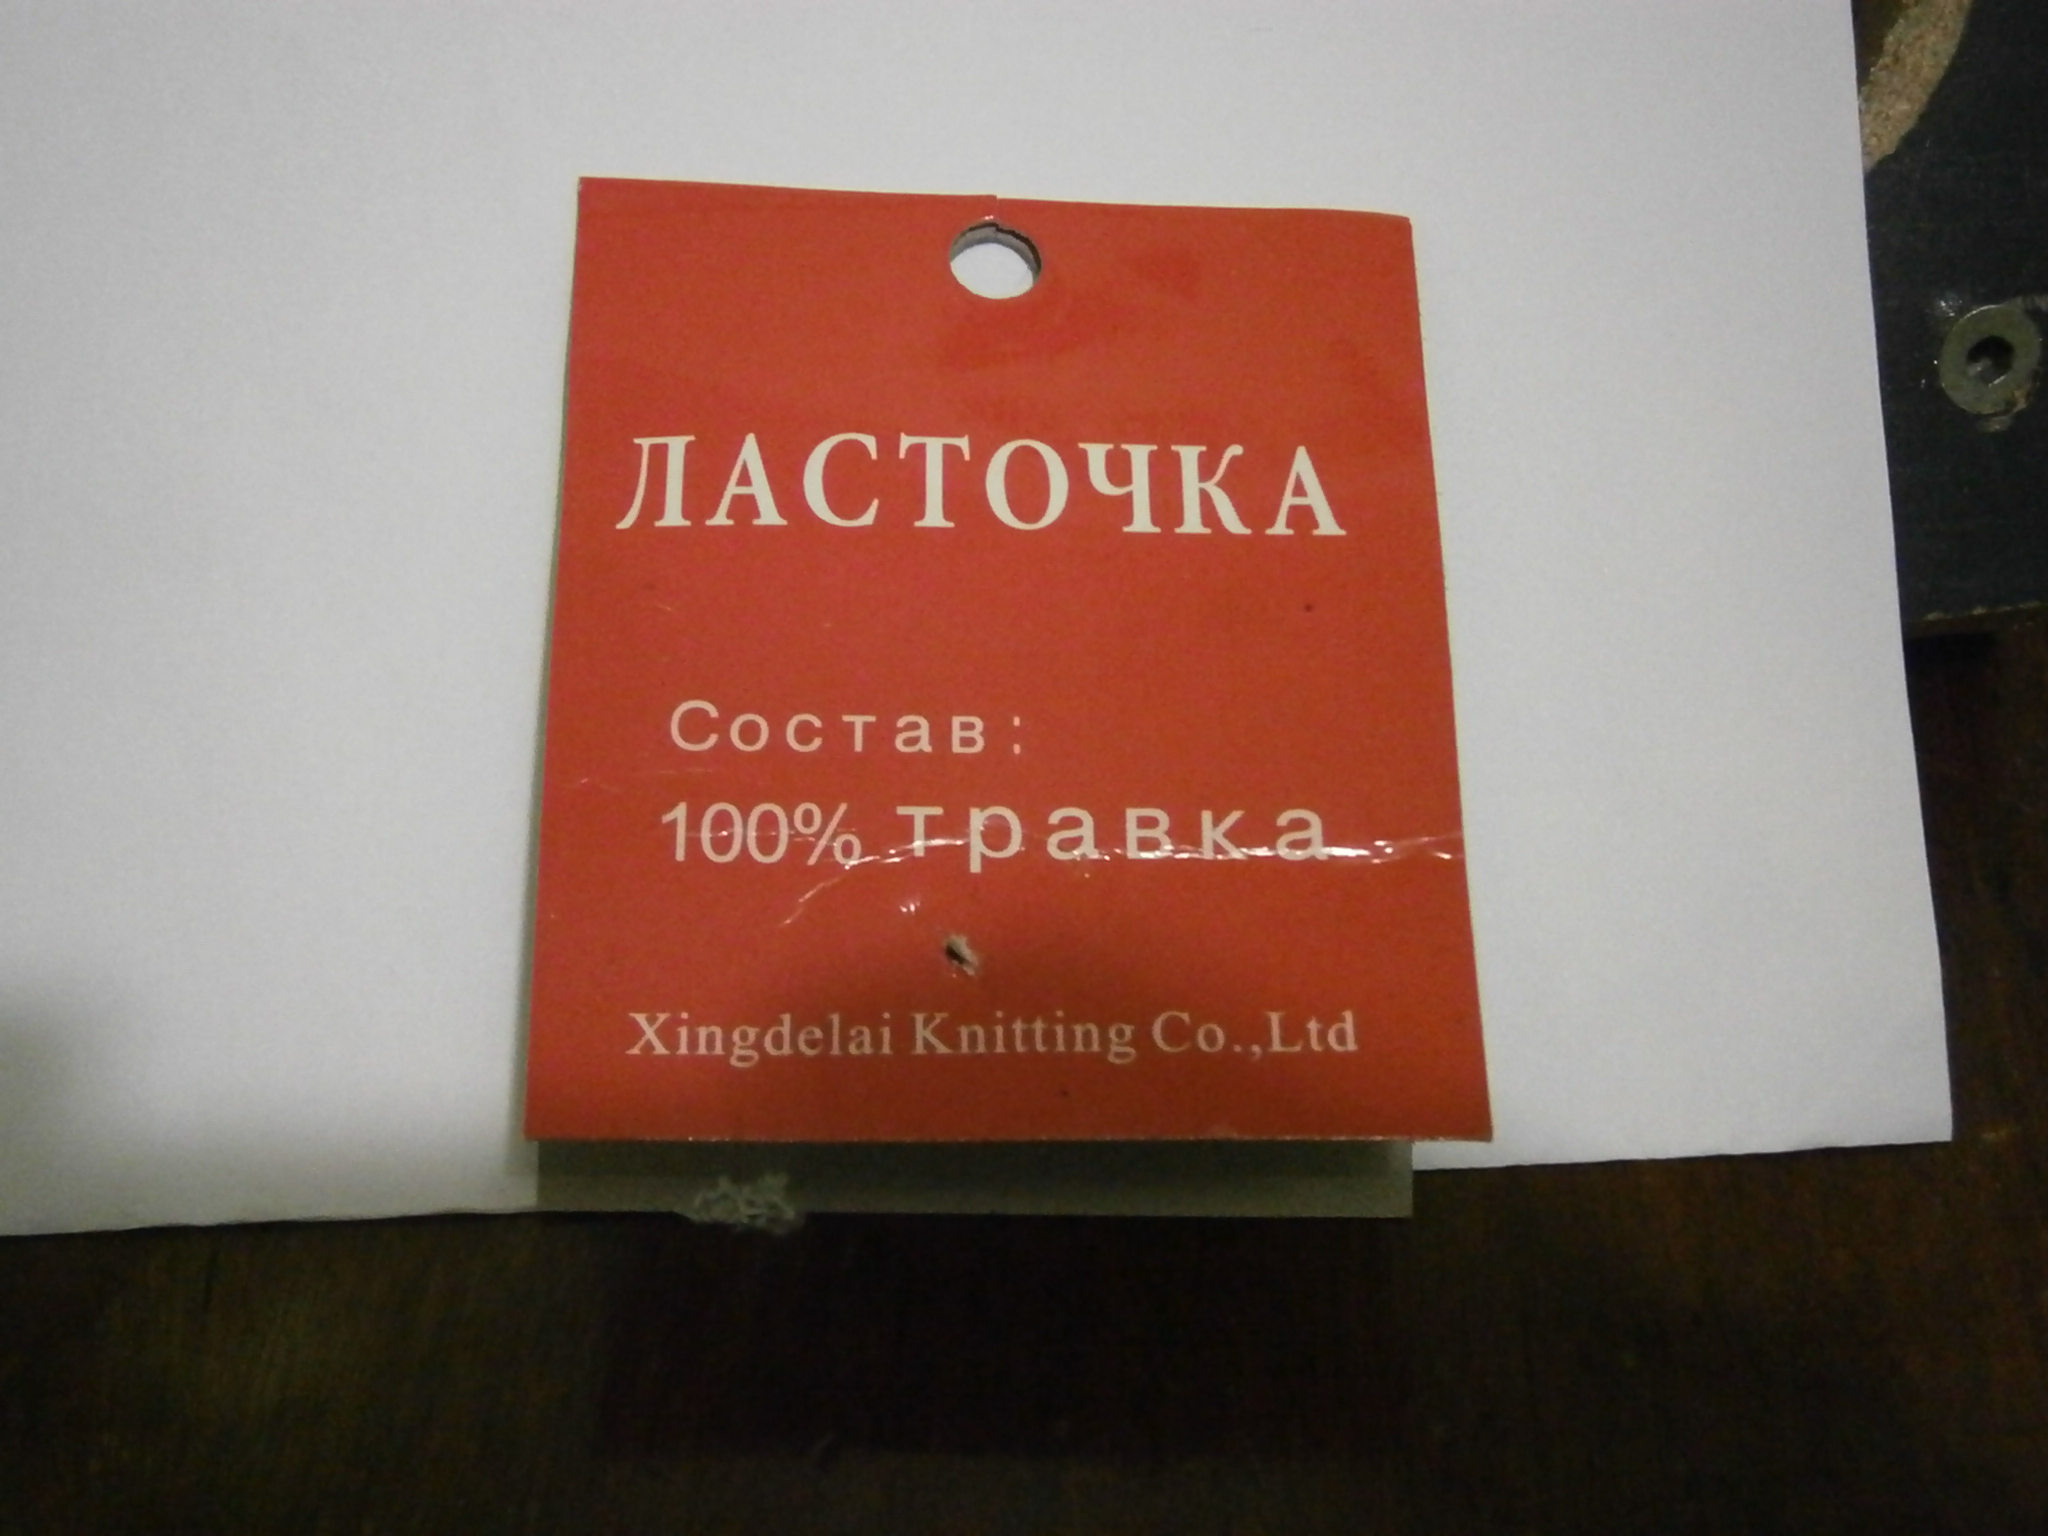 ЛАСТОЧКА
Состав:
100% травка
Xingdelai Knitting Co.,Ltd